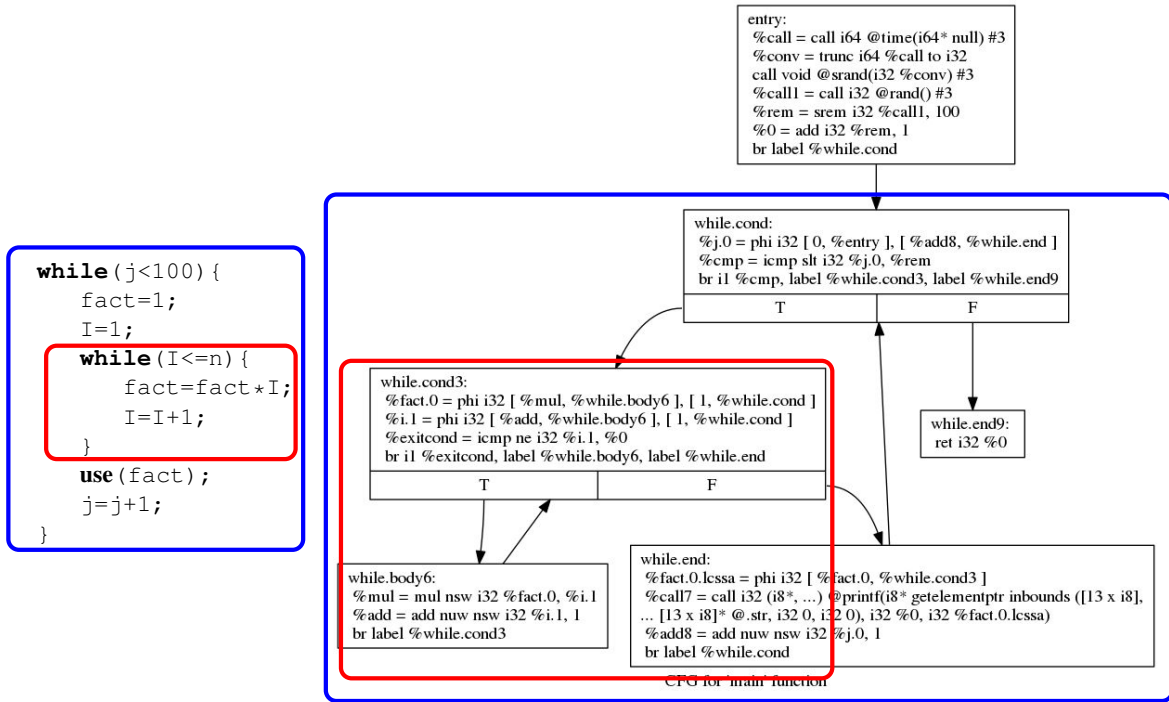 while(j<100){
fact=1;
I=1;
while(I<=n){
fact=fact*I;
I=I+1;
}
use(fact);
j=j+1;
}
entry:
%call = call i64 @time(i64* null) #3
%conv = trunc i64 %call to i32
call void @srand(i32 %conv) #3
%call1 = call i32 @rand() #3
%rem = srem i32 %call1, 100
%0 = add i32 %rem, 1
br label %while.cond
while.cond:
%j.0 = phi i32 [ 0, %entry ], [ %add8, %while.end ]
%cmp = icmp slt i32 %j.0, %rem
br i1 %cmp, label %while.cond3, label %while.end9
T F
while.cond3:
%fact.0 = phi i32 [ %mul, %while.body6 ], [ 1, %while.cond ]
%i.1 = phi i32 [ %add, %while.body6 ], [ 1, %while.cond ]
%exitcond = icmp ne i32 %i.1, %0
br i1 %exitcond, label %while.body6, label %while.end
T F
while.end9:
ret i32 %0
while.body6:
%mul = mul nsw i32 %fact.0, %i.1
%add = add nuw nsw i32 %i.1, 1
br label %while.cond3
while.end:
%fact.0.lcssa = phi i32 [ %fact.0, %while.cond3 ]
%call7 = call i32 (i8*, ...) @printf(i8* getelementptr inbounds ([13 x i8],
... [13 x i8]* @.str, i32 0, i32 0), i32 %0, i32 %fact.0.lcssa)
%add8 = add nuw nsw i32 %j.0, 1
br label %while.cond
CFG for 'main' function